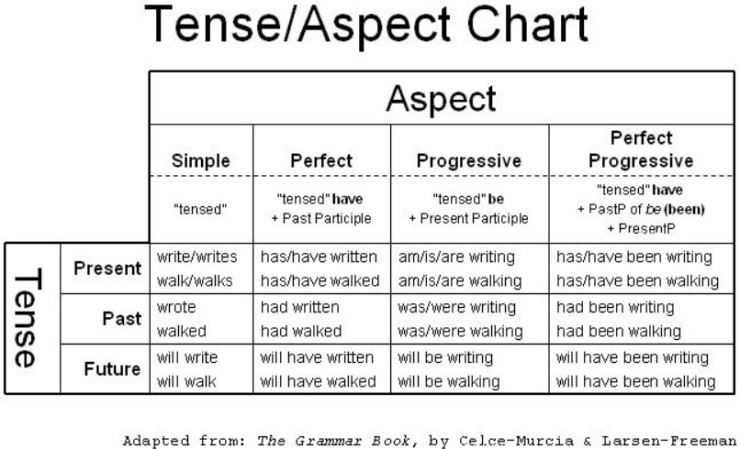 Tense/Aspect Chart
Aspect
Simple
Perfect
Progressive
Perfect
Progressive
"tensed"
"tensed" have
+ Past Participle
"tensed" be
+ Present Participle
"tensed" have
+ PastP of be (been)
+ PresentP
Tense
Present
write/writes
walk/walks
has/have written
has/have walked
am/is/are writing
am/is/are walking
has/have been writing
has/have been walking
Past
wrote
walked
had written
had walked
was/were writing
was/were walking
had been writing
had been walking
Future
will write
will walk
will have written
will have walked
will be writing
will be walking
will have been writing
will have been walking
Adapted from: The Grammar Book, by Celce-Murcia & Larsen-Freeman